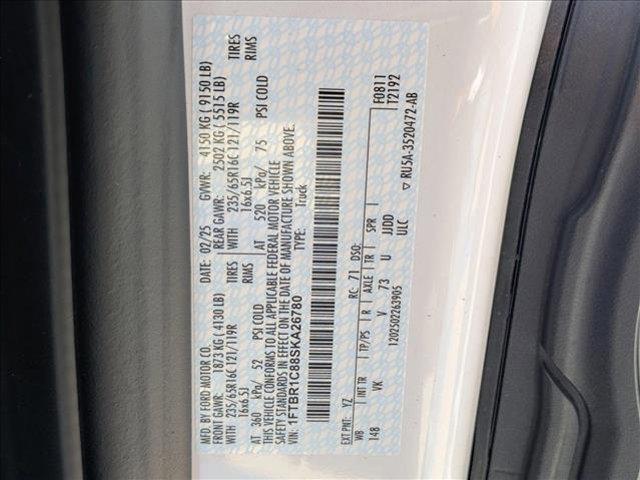 MFD. BY FORD MOTOR CO. DATE: 02/25 GVWR: 4150 KG ( 9150 LB)
FRONT GAWR: 1873 KG ( 4130 LB) REAR GAWR: 2502 KG ( 5515 LB)
WITH 235/65R16C 121/119R TIRES WITH 235/65R16C 121/119R TIRES
16x6.5J RIMS 16x6.5J RIMS
AT 360 kPa/ 52 PSI COLD AT 520 kPa/ 75 PSI COLD
THIS VEHICLE CONFORMS TO ALL APPLICABLE FEDERAL MOTOR VEHICLE
SAFETY STANDARDS IN EFFECT ON THE DATE OF MANUFACTURE SHOWN ABOVE.
VIN: 1FTBR1C88SKA26780 TYPE: Truck
EXT PNT: YZ RC: 71 DSO: F0811
WB INT TR TP/PS R AXLE TR SPR T2192
148 VK V 73 U JJDD
1202502263905 ULC
▽ RU5A-3520472-AB